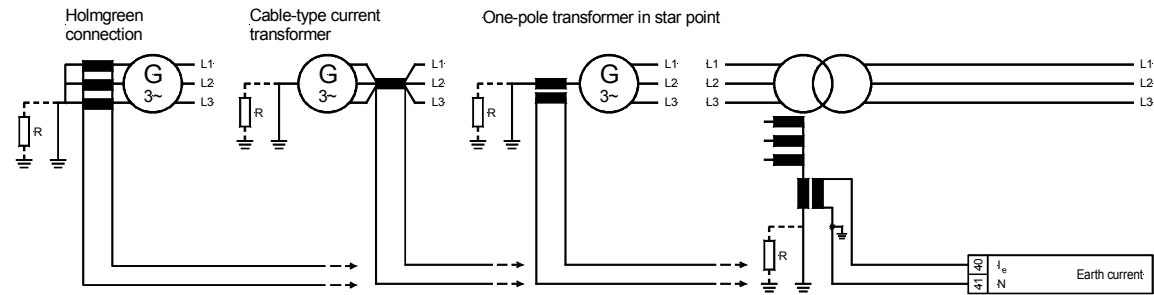 Holmgreen
connection
Cable-type current
transformer
One-pole transformer in star point
G
3~
L1
L2
L3
R
G
3~
L1
L2
L3
R
G
3~
L1
L2
L3
R
L1
L2
L3
L1
L2
L3
R
40 Ie
41 N
Earth current